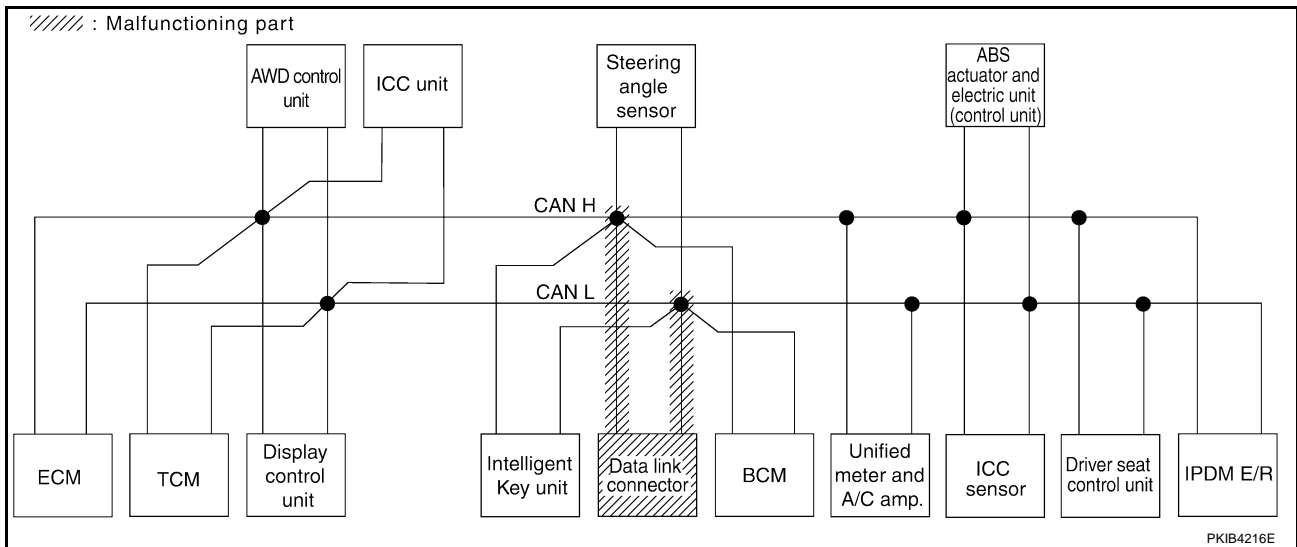 : Malfunctioning part
AWD control
unit
ICC unit
Steering
angle
sensor
ABS
actuator and
electric unit
(control unit)
CAN H
CAN L
ECM
TCM
Display
control
unit
Intelligent
Key unit
Data link
connector
BCM
Unified
meter and
A/C amp.
ICC
sensor
Driver seat
control unit
IPDM E/R
PKIB4216E